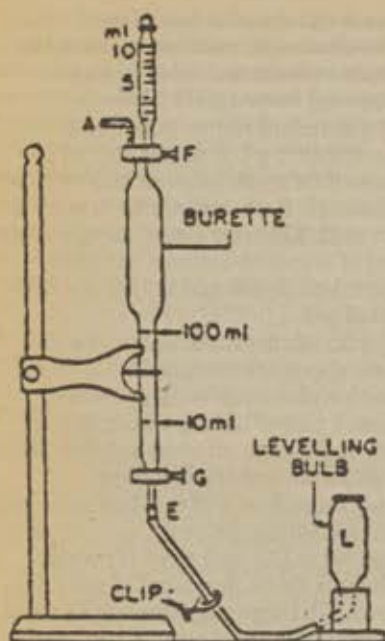 ml
10
5
A
F
BURETTE
100ml
10ml
G
LEVELLING
BULB
E
L
CLIP